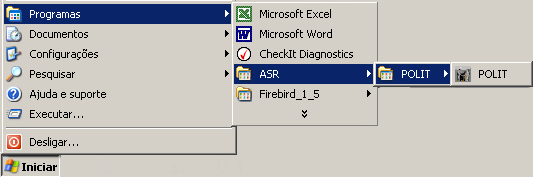 Programas
Documentos
Configurações
Pesquisar
Ajuda e suporte
Executar...
Desligar...
Iniciar
Microsoft Excel
Microsoft Word
CheckIt Diagnostics
ASR
Firebird_1_5
POLIT
POLIT